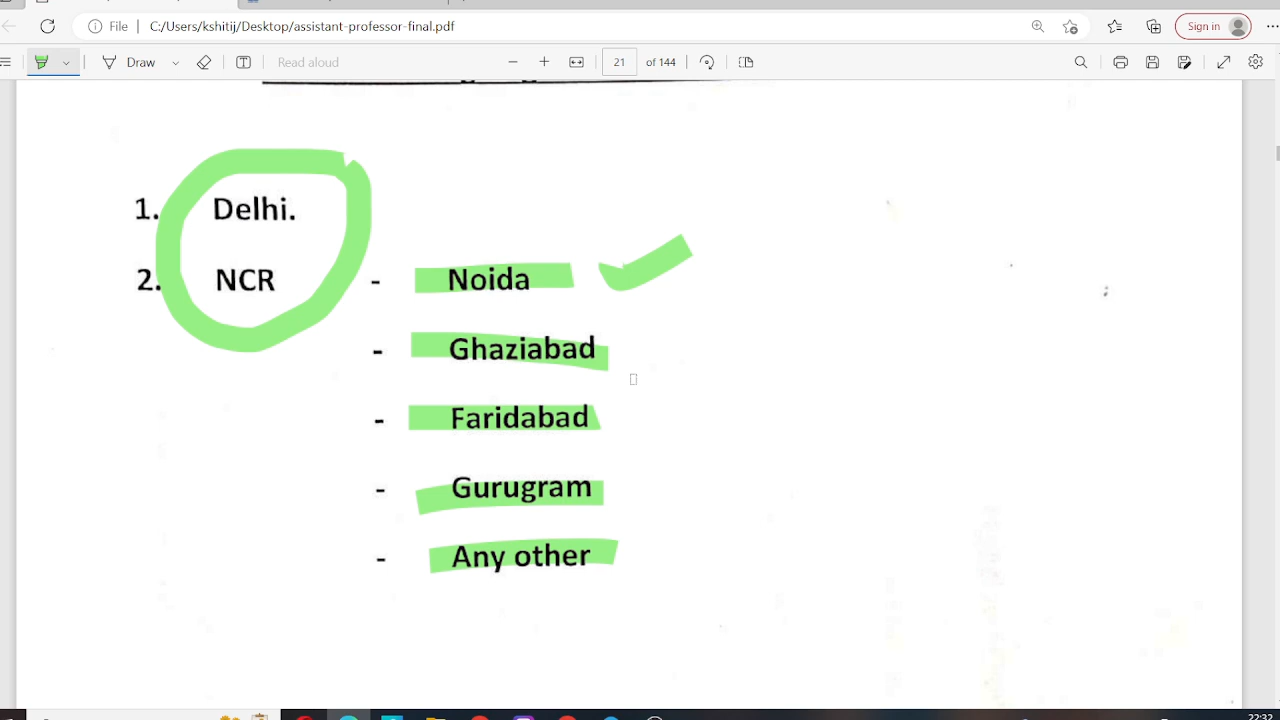 File | C:/Users/kshitij/Desktop/assistant-professor-final.pdf Sign in
Draw Read aloud 21 of 144
1. Delhi.
2. NCR - Noida
- Ghaziabad
- Faridabad
- Gurugram
- Any other
22:32